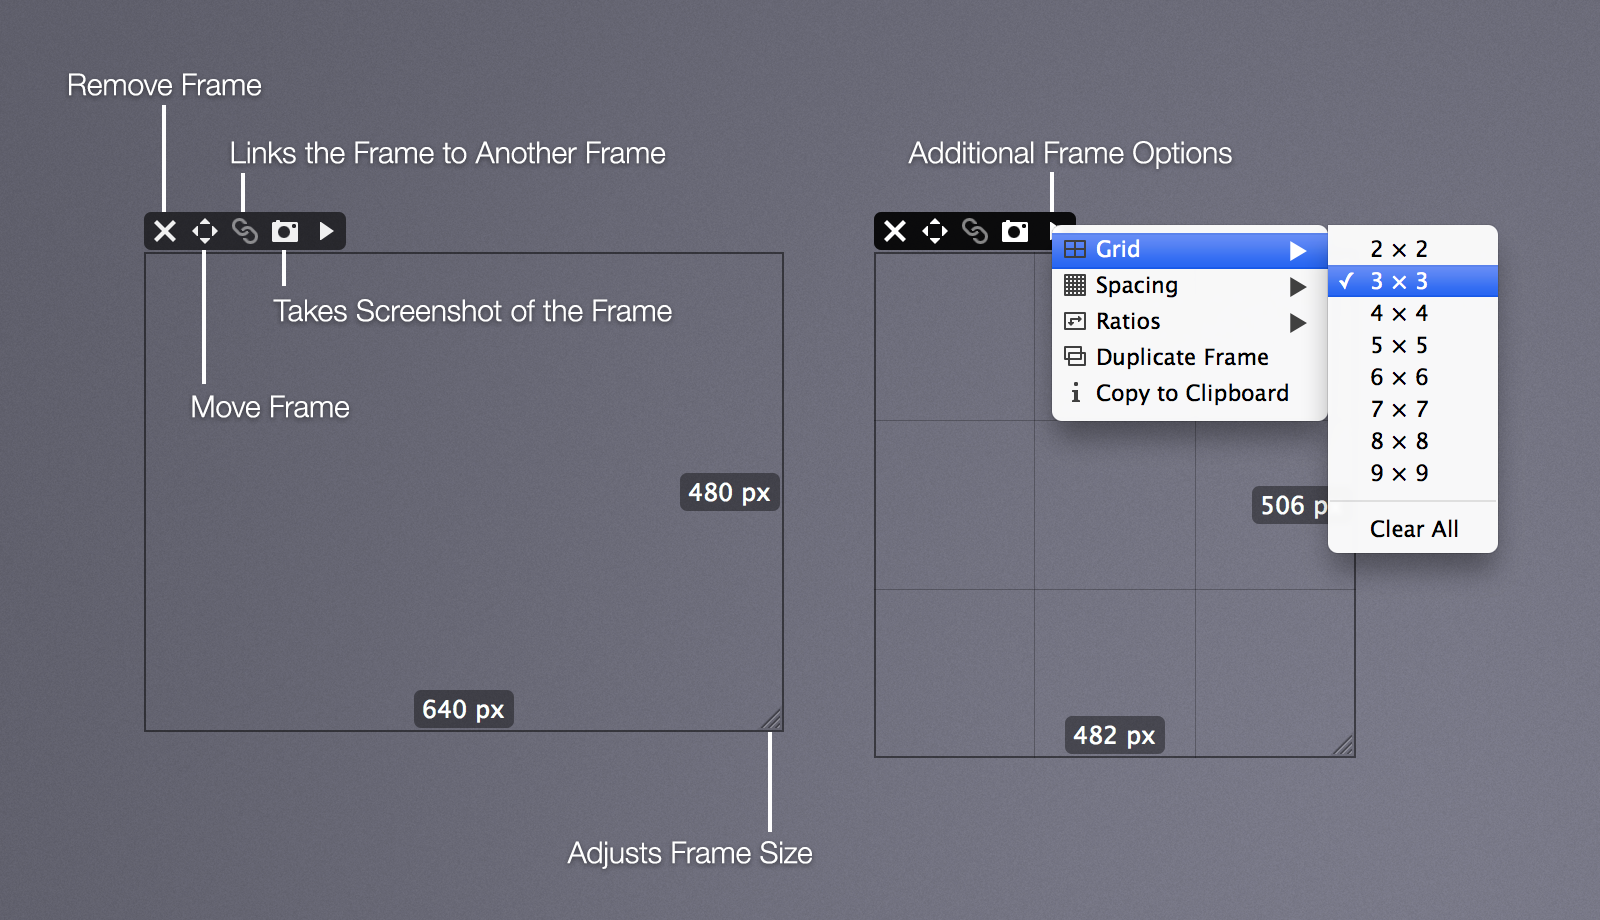 Remove Frame
Links the Frame to Another Frame
Takes Screenshot of the Frame
Move Frame
480 px
640 px
Adjusts Frame Size
Additional Frame Options
Grid
Spacing
Ratios
Duplicate Frame
Copy to Clipboard
2 × 2
✓ 3 × 3
4 × 4
5 × 5
6 × 6
7 × 7
8 × 8
9 × 9
Clear All
506 p
482 px